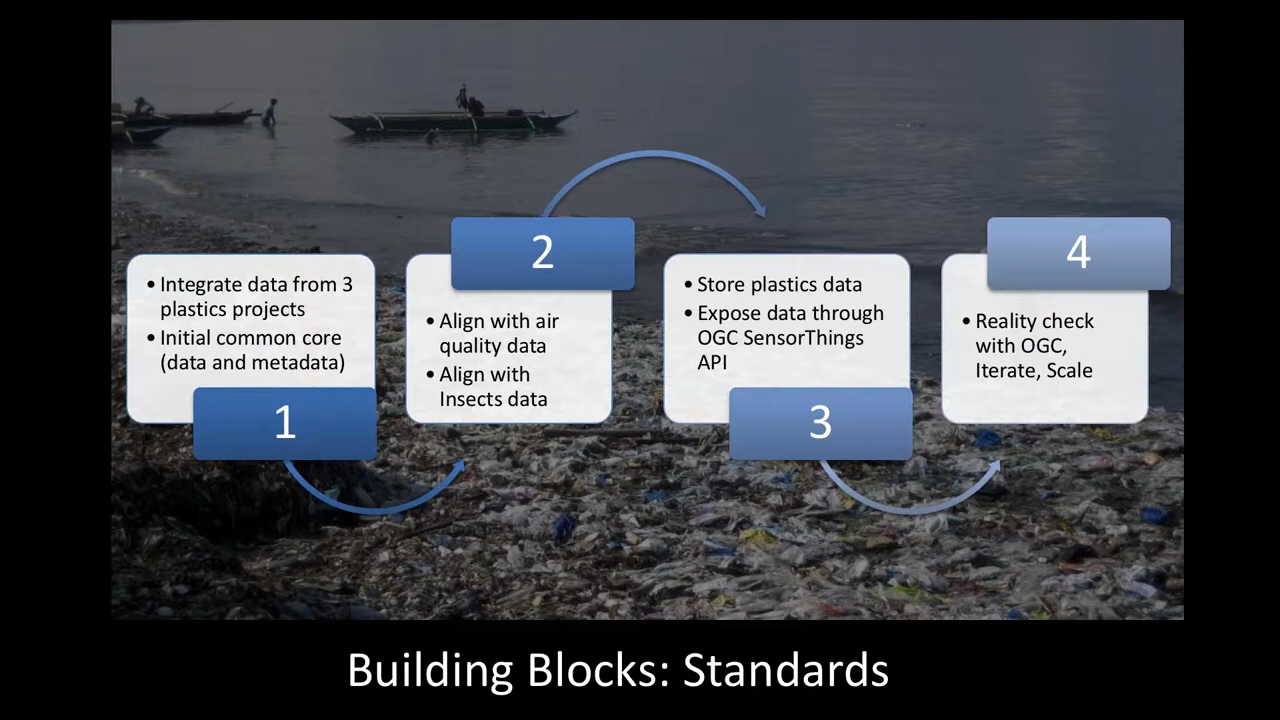 • Integrate data from 3
plastics projects
• Initial common core
(data and metadata)
1
2
• Align with air
quality data
• Align with
Insects data
• Store plastics data
• Expose data through
OGC SensorThings
API
3
4
• Reality check
with OGC,
Iterate, Scale
Building Blocks: Standards